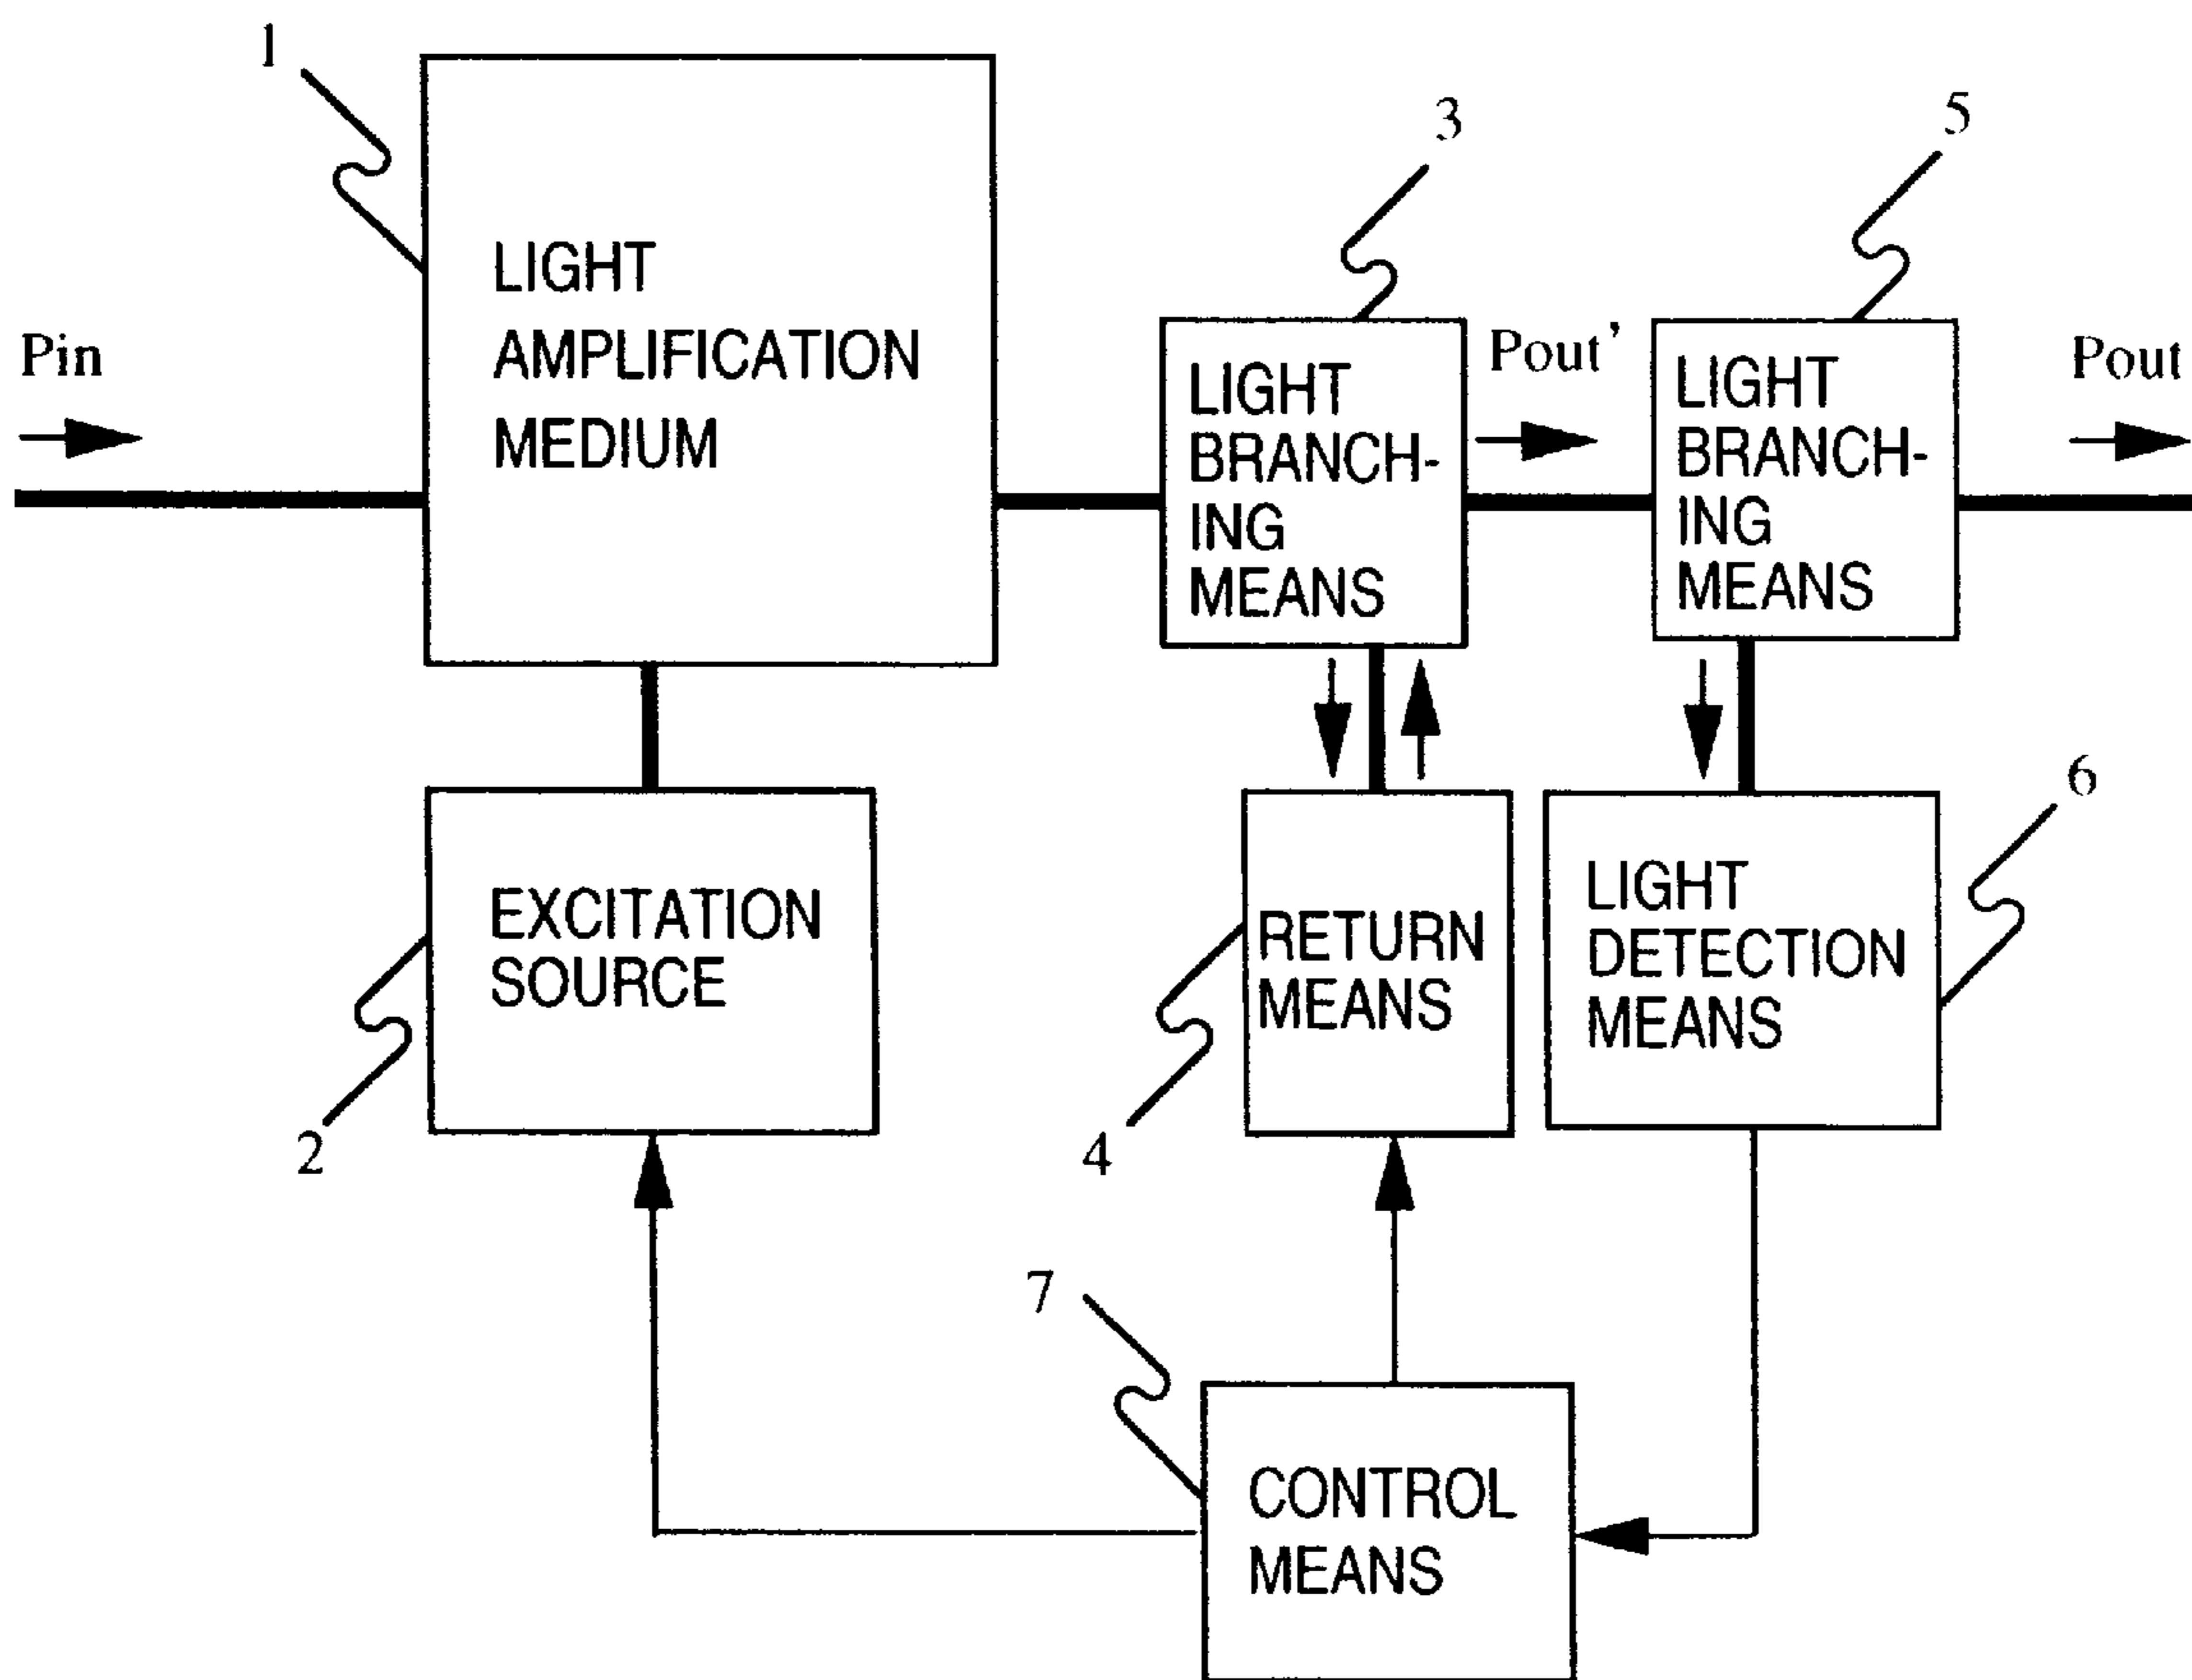 1
3
5
Pin
LIGHT
AMPLIFICATION
MEDIUM
LIGHT
BRANCH-
ING
MEANS
Pout’
LIGHT
BRANCH-
ING
MEANS
Pout
EXCITATION
SOURCE
2
RETURN
MEANS
4
LIGHT
DETECTION
MEANS
6
7
CONTROL
MEANS